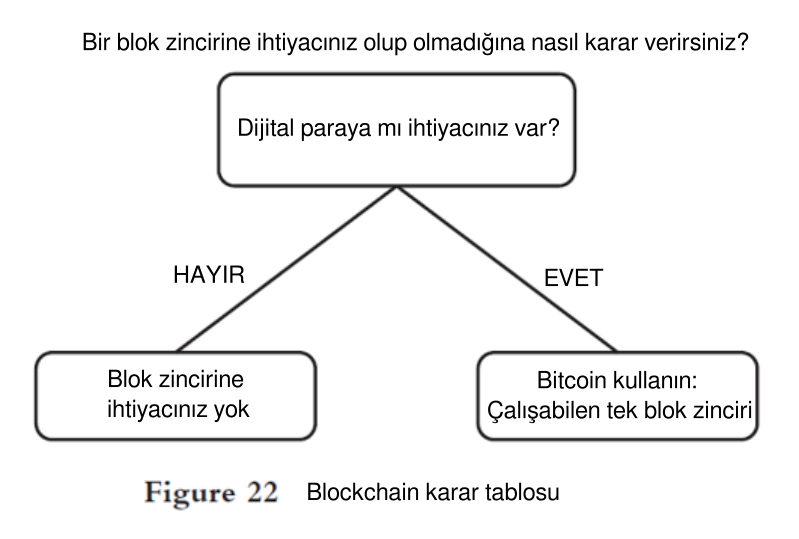 Bir blok zincirine ihtiyacınız olup olmadığına nasıl karar verirsiniz?
Dijital paraya mı ihtiyacınız var?
HAYIR
EVET
Blok zincirine
ihtiyacınız yok
Bitcoin kullanın:
Çalışabilen tek blok zinciri
Figure 22 Blockchain karar tablosu